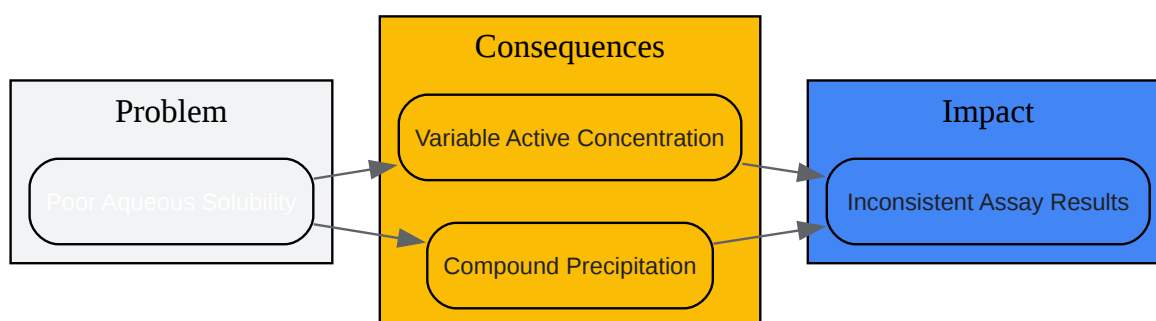 Problem
Poor Aqueous Solubility
Consequences
Variable Active Concentration
Compound Precipitation
Impact
Inconsistent Assay Results